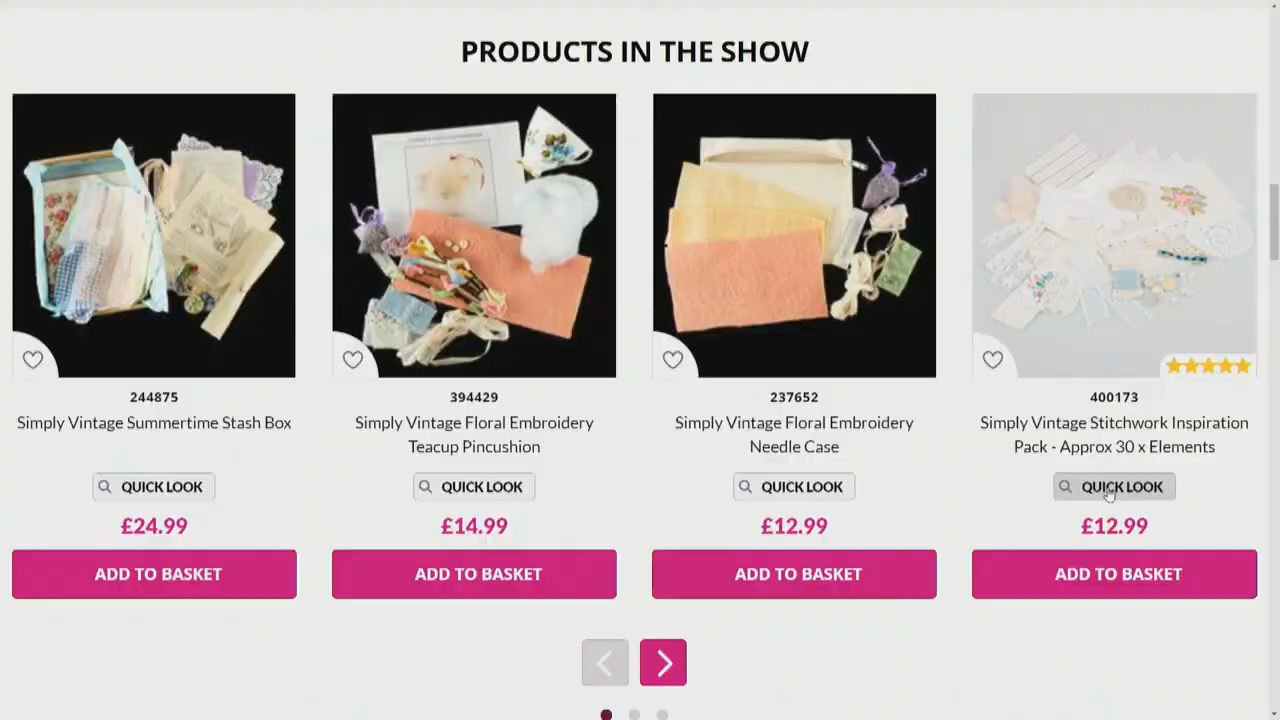 PRODUCTS IN THE SHOW
244875
Simply Vintage Summertime Stash Box
QUICK LOOK
£24.99
ADD TO BASKET
394429
Simply Vintage Floral Embroidery
Teacup Pincushion
QUICK LOOK
£14.99
ADD TO BASKET
237652
Simply Vintage Floral Embroidery
Needle Case
QUICK LOOK
£12.99
ADD TO BASKET
400173
Simply Vintage Stitchwork Inspiration
Pack - Approx 30 x Elements
QUICK LOOK
£12.99
ADD TO BASKET